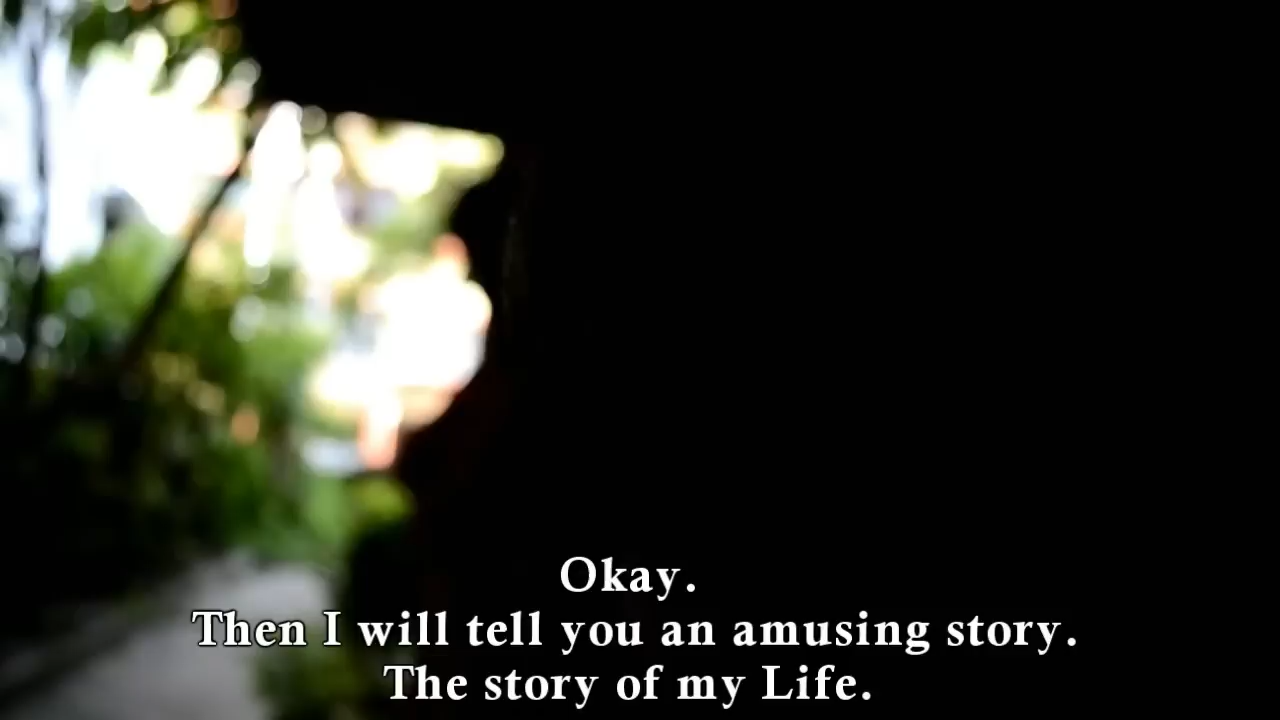 Okay.
Then I will tell you an amusing story.
The story of my Life.